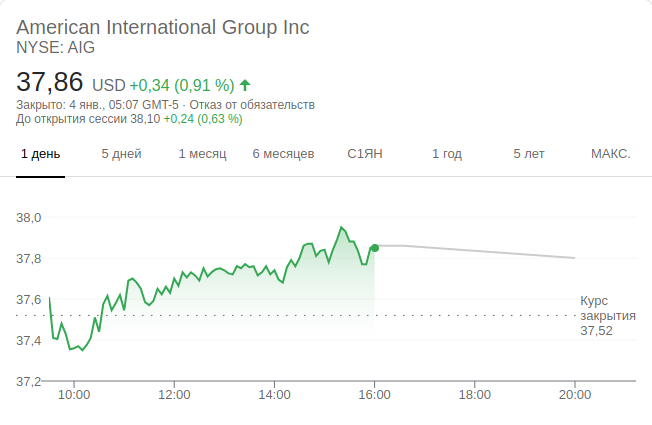 American International Group Inc
NYSE: AIG
37,86 USD +0,34 (0,91 %)
Закрыто: 4 янв., 05:07 GMT-5 · Отказ от обязательств
До открытия сессии 38,10 +0,24 (0,63 %)
1 день 5 дней 1 месяц 6 месяцев С1ЯН 1 год 5 лет МАКС.
38,0
37,8
37,6
Курс
закрытия
37,52
37,4
37,2
10:00 12:00 14:00 16:00 18:00 20:00